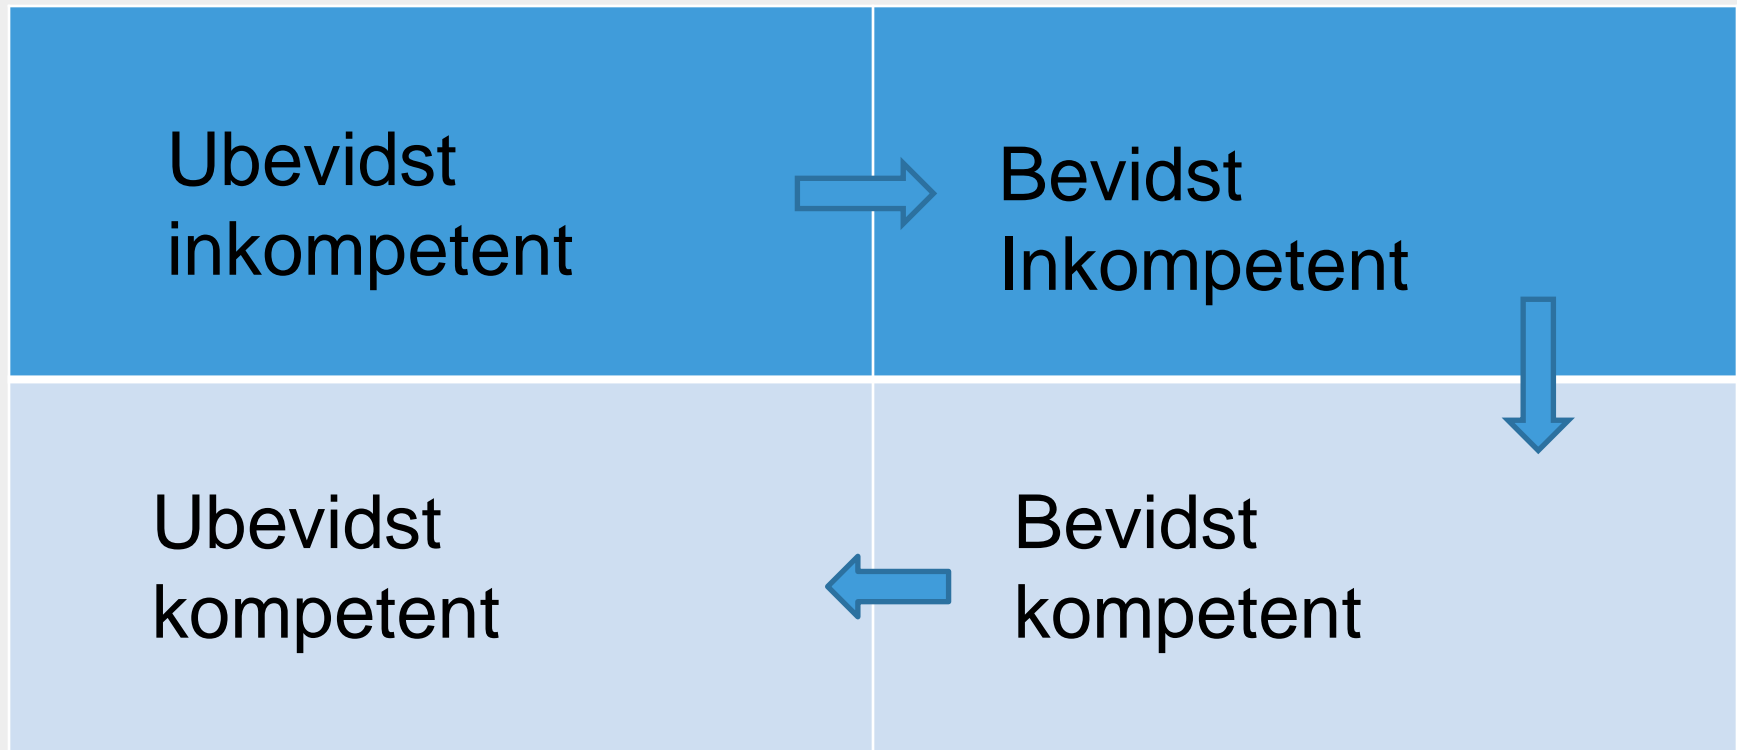 Ubevidst
inkompetent
Bevidst
Inkompetent
Ubevidst
kompetent
Bevidst
kompetent